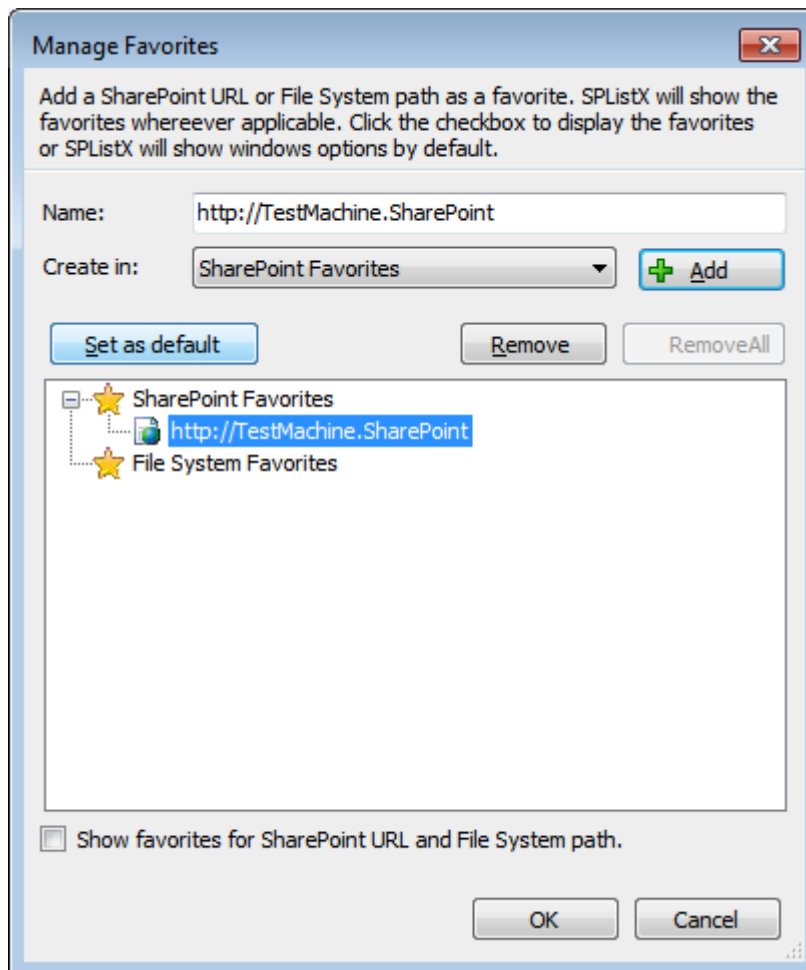 Manage Favorites
Add a SharePoint URL or File System path as a favorite. SPListX will show the
favorites whereever applicable. Click the checkbox to display the favorites
or SPListX will show windows options by default.
Name: http://TestMachine.SharePoint
Create in: SharePoint Favorites Add
Set as default Remove RemoveAll
SharePoint Favorites
http://TestMachine.SharePoint
File System Favorites
Show favorites for SharePoint URL and File System path.
OK Cancel